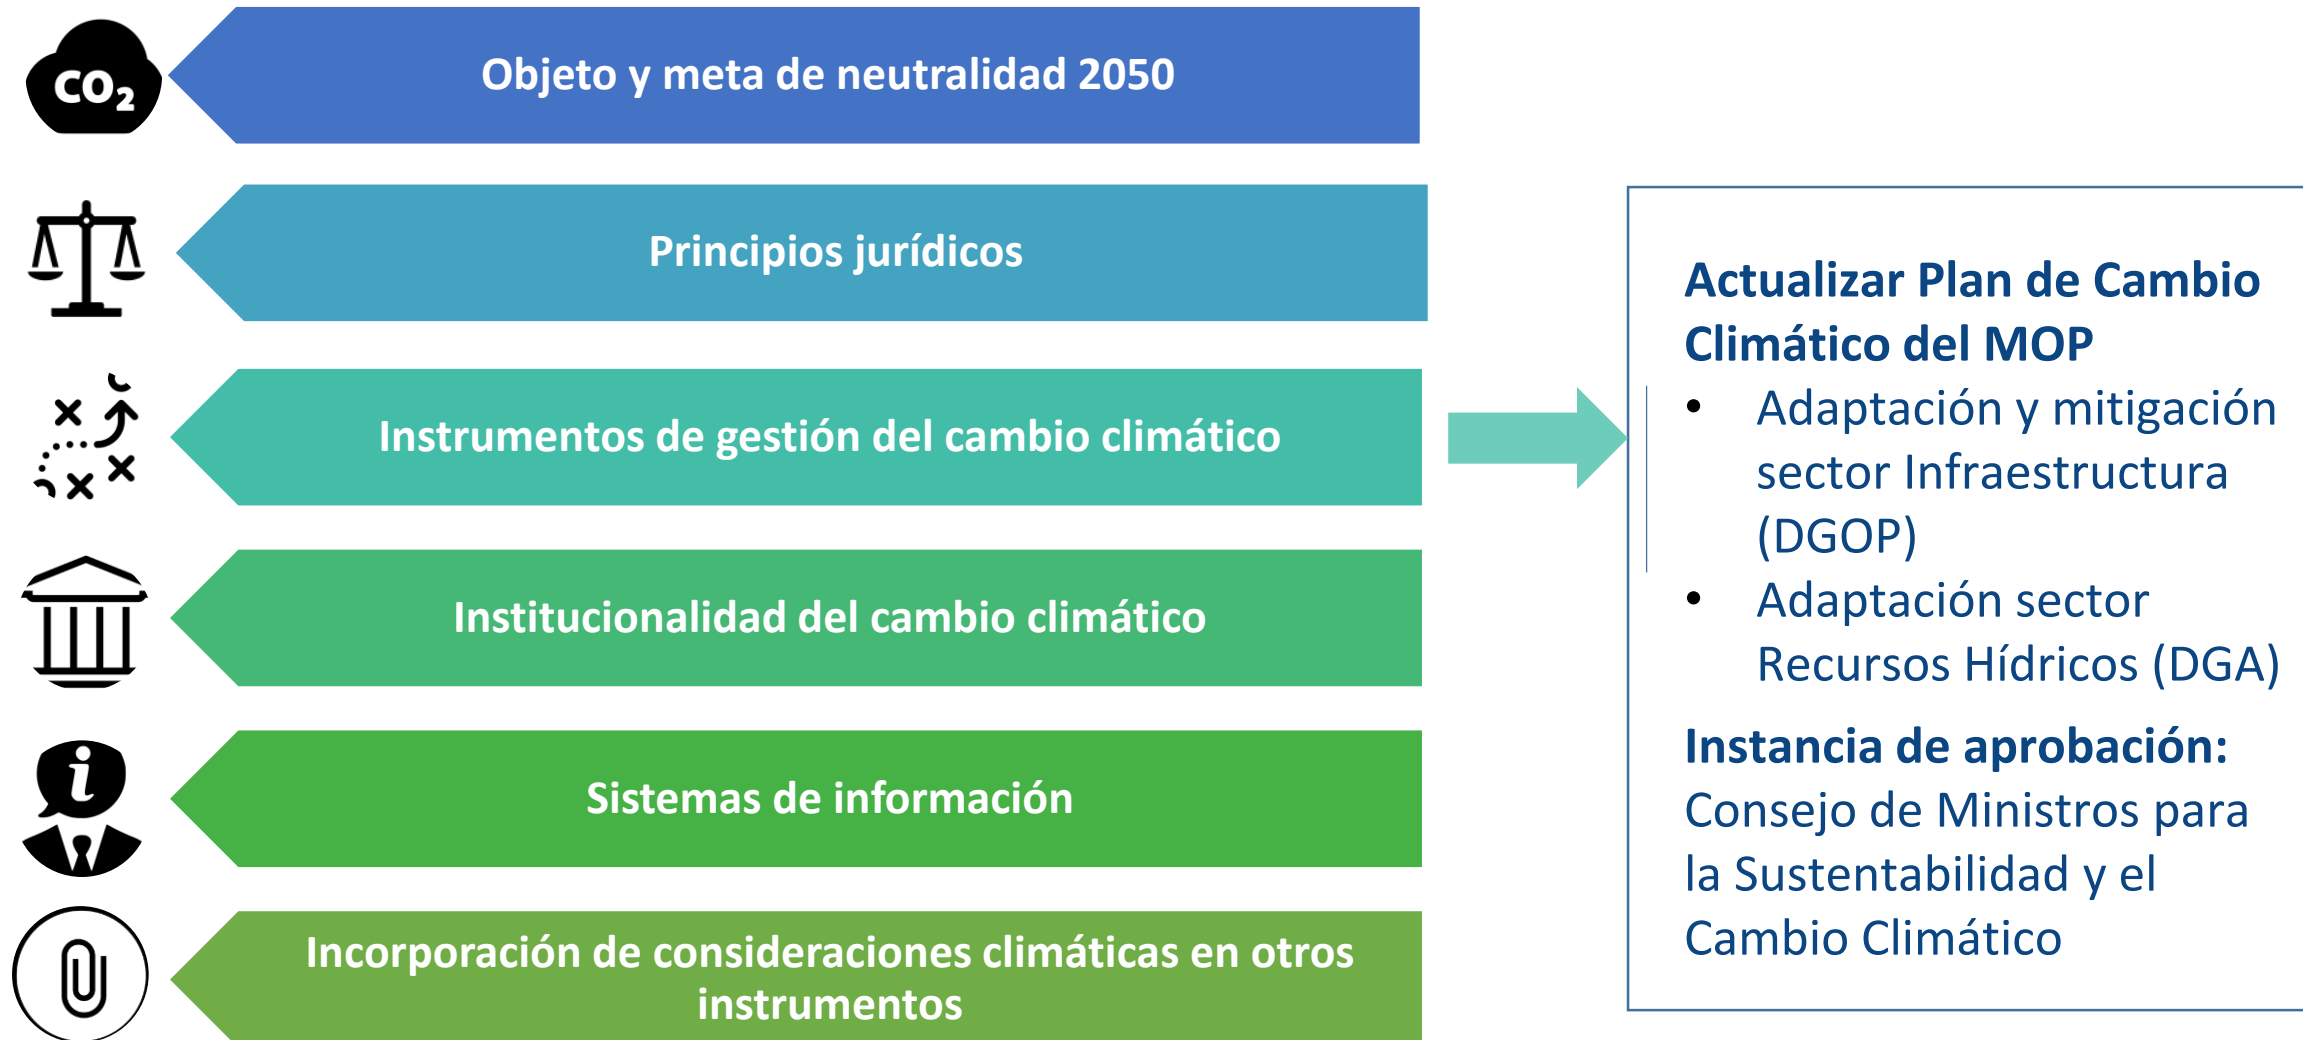 CO₂
Objeto y meta de neutralidad 2050
Principios jurídicos
Instrumentos de gestión del cambio climático
Institucionalidad del cambio climático
i
Sistemas de información
Incorporación de consideraciones climáticas en otros
instrumentos
Actualizar Plan de Cambio
Climático del MOP
• Adaptación y mitigación
sector Infraestructura
(DGOP)
• Adaptación sector
Recursos Hídricos (DGA)
Instancia de aprobación:
Consejo de Ministros para
la Sustentabilidad y el
Cambio Climático